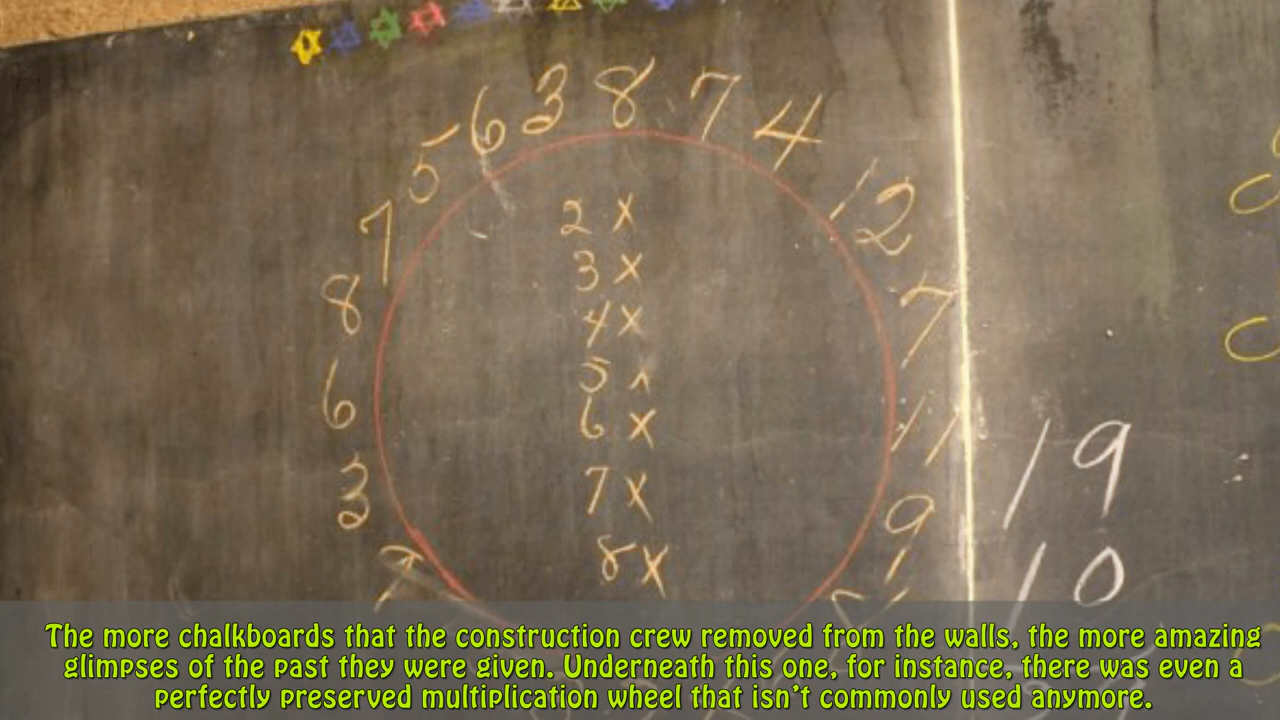 5 6 3 8 7 4
7 12
2 x
8 3 x 7
4 x
6 5 x 11
6 x 19
3 7 x 9
8 x 10
The more chalkboards that the construction crew removed from the walls, the more amazing
glimpses of the past they were given. Underneath this one, for instance, there was even a
perfectly preserved multiplication wheel that isn't commonly used anymore.